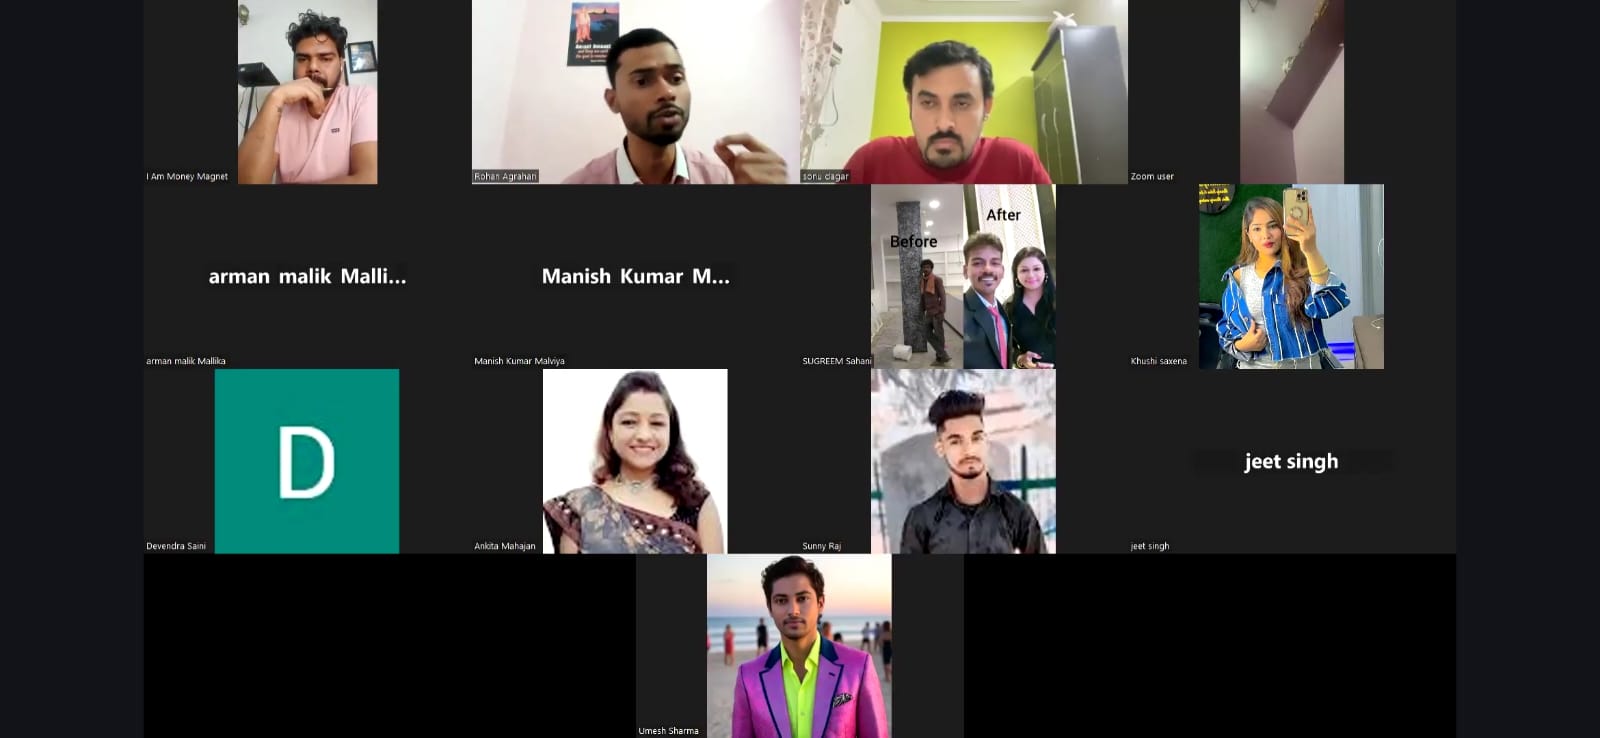 I Am Money Magnet
Rohan Agrahari
sonu dagar
Zoom user
arman malik Malli...
arman malik Mallika
Manish Kumar M...
Manish Kumar Malviya
Before
After
SUGREEM Sahani
Khushi saxena
D
Devendra Saini
Ankita Mahajan
Sunny Raj
jeet singh
jeet singh
Umesh Sharma